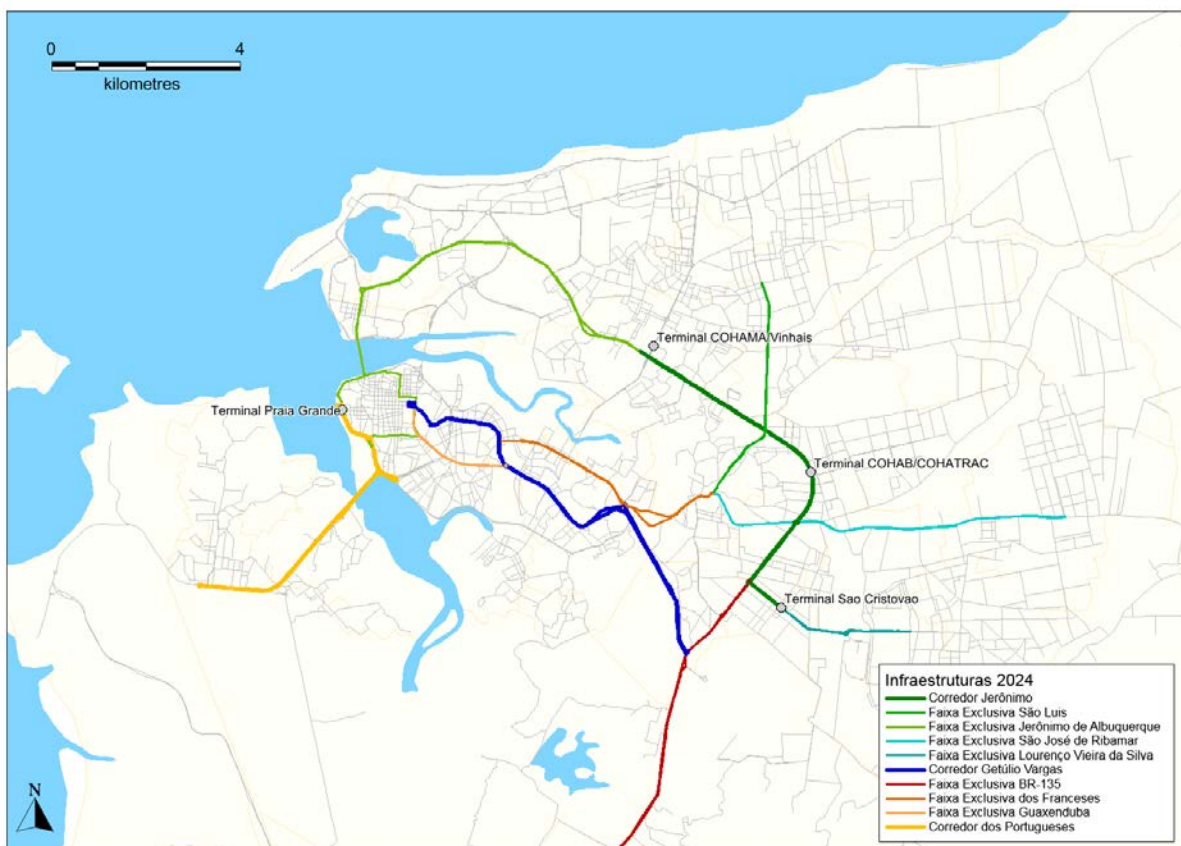 0 4
kilometres
Terminal COHAMA/Vinhais
Terminal Praia Grande
Terminal COHAB/COHATRAC
Terminal Sao Cristovao
Infraestruturas 2024
Corredor Jerônimo
Faixa Exclusiva São Luis
Faixa Exclusiva Jerônimo de Albuquerque
Faixa Exclusiva São José de Ribamar
Faixa Exclusiva Lourenço Vieira da Silva
Corredor Getúlio Vargas
Faixa Exclusiva BR-135
Faixa Exclusiva dos Franceses
Faixa Exclusiva Guaxenduba
Corredor dos Portugueses
N